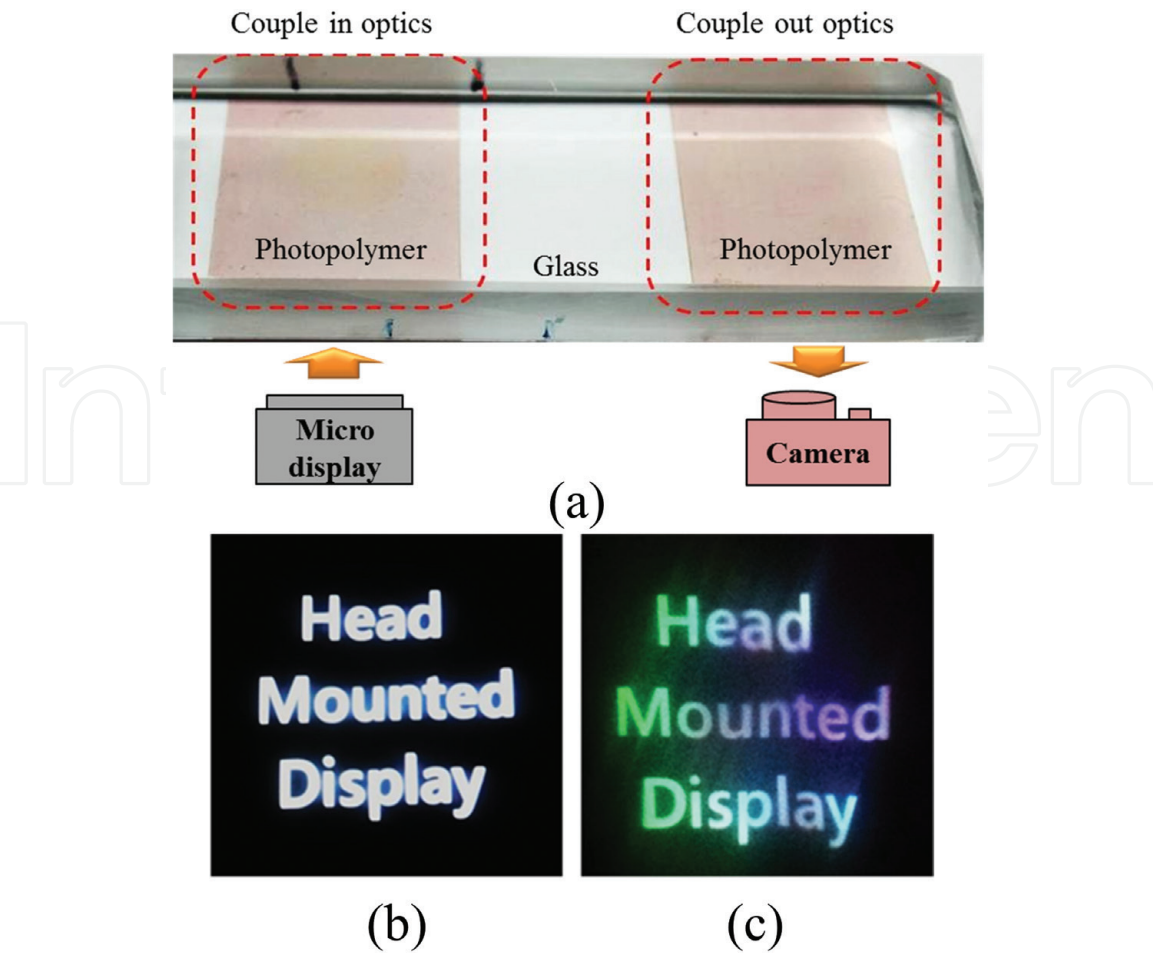 Couple in optics
Couple out optics
Photopolymer
Photopolymer
Glass
Micro
display
Camera
(a)
Head
Mounted
Display
Head
Mounted
Display
(b)
(c)